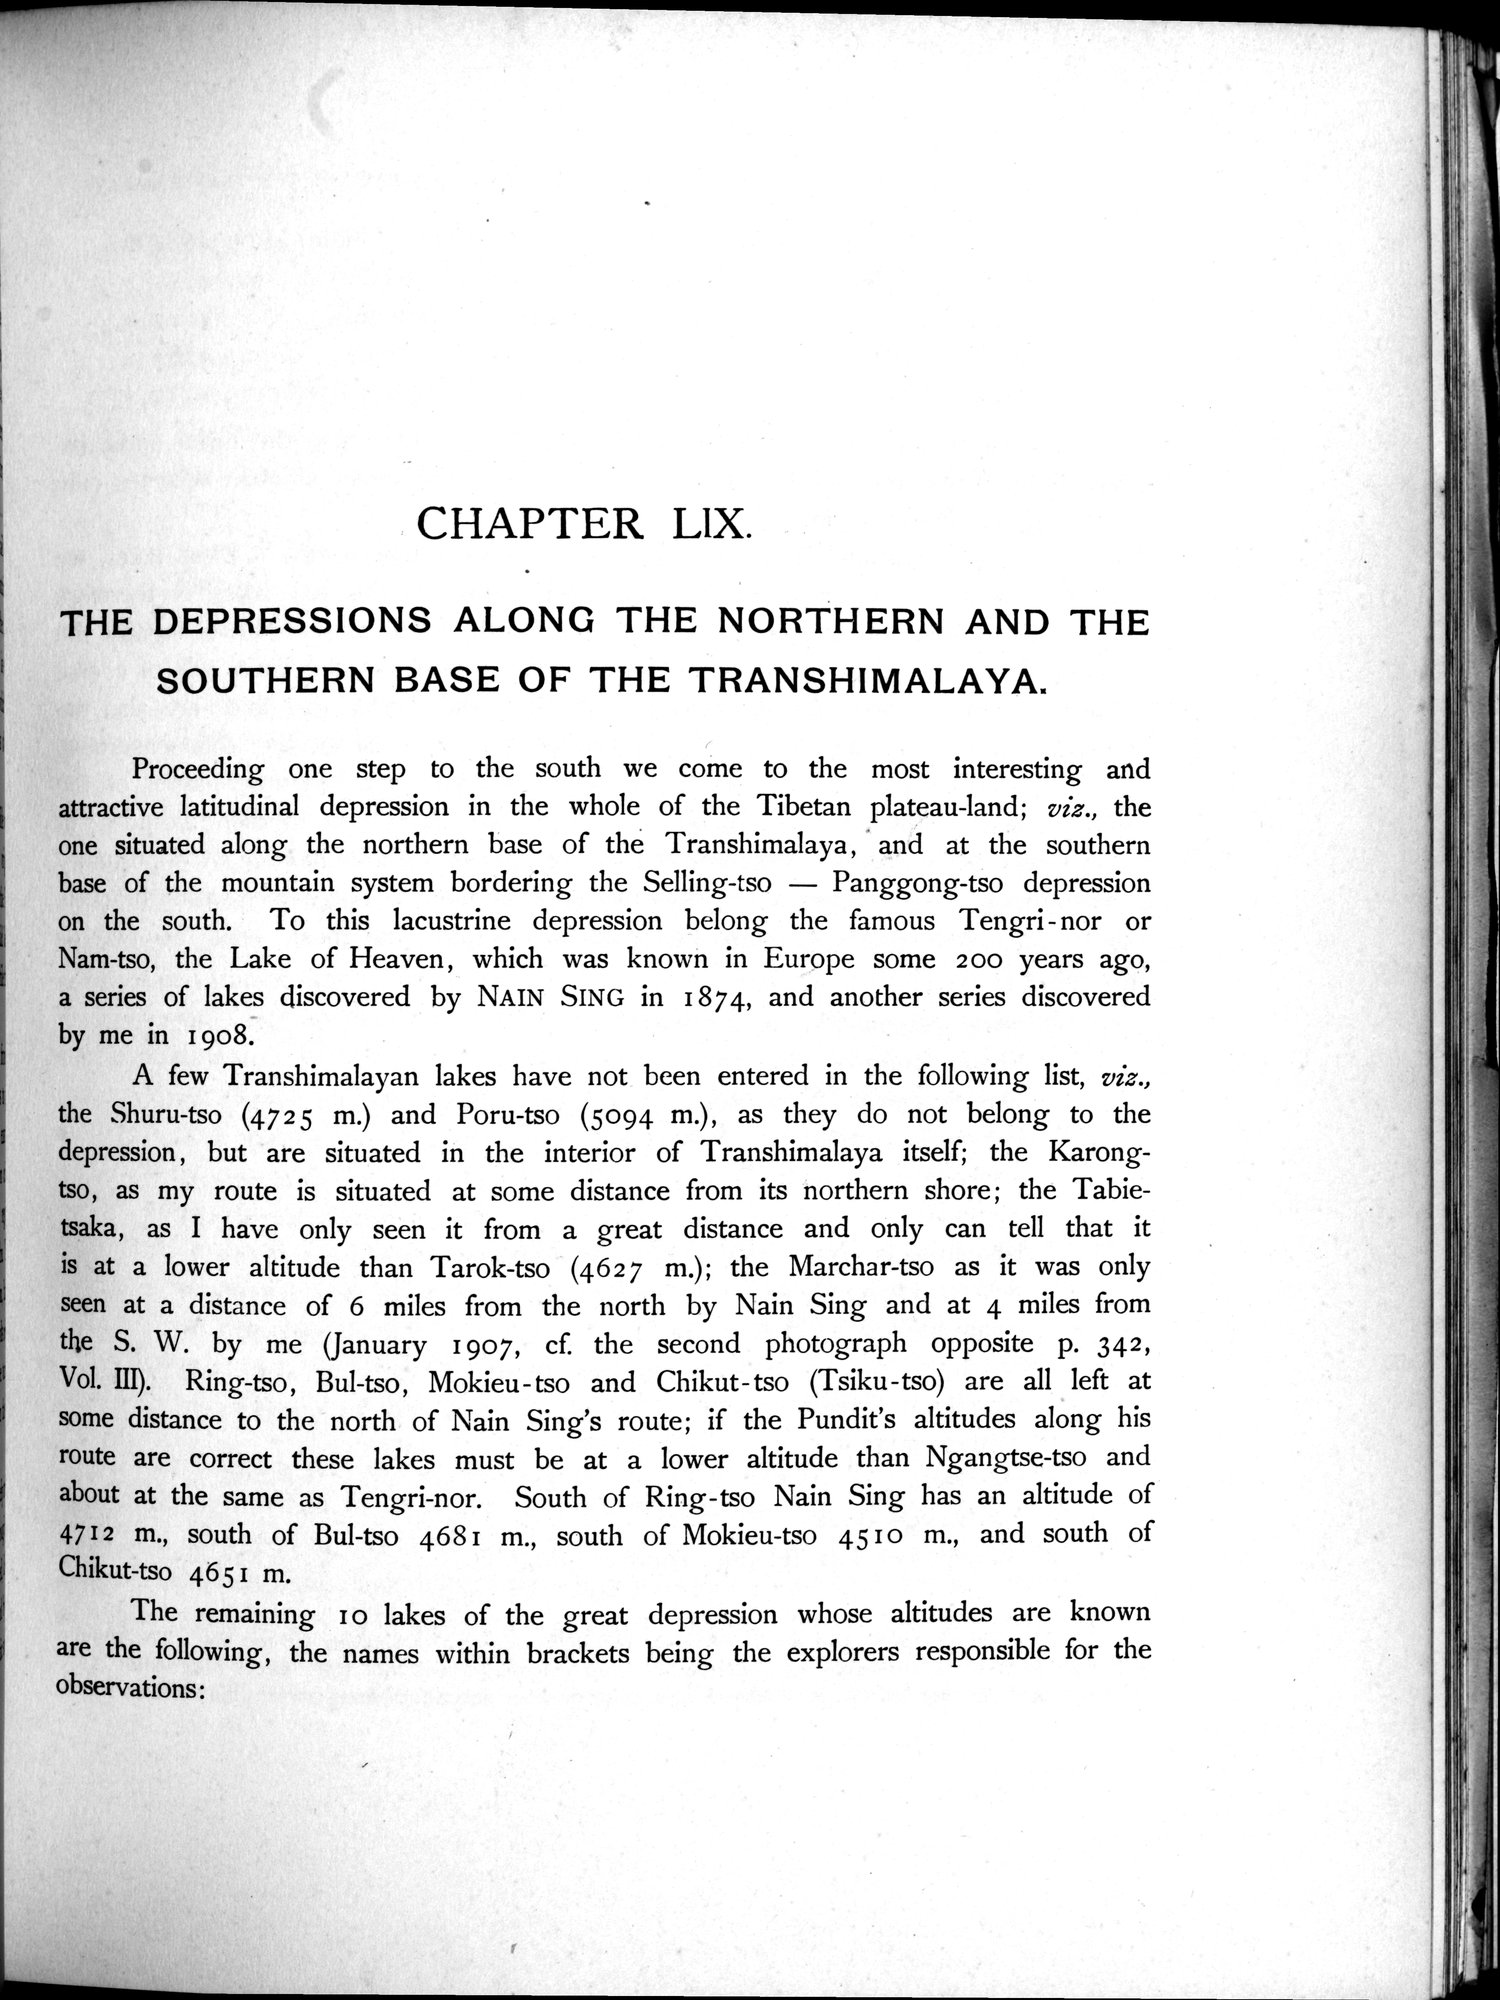 CHAPTER LIX.
THE DEPRESSIONS ALONG THE NORTHERN AND THE
SOUTHERN BASE OF THE TRANSHIMALAYA.
Proceeding one step to the south we come to the most interesting and
attractive latitudinal depression in the whole of the Tibetan plateau-land; viz., the
one situated along the northern base of the Transhimalaya, and at the southern
base of the mountain system bordering the Selling-tso — Panggong-tso depression
on the south. To this lacustrine depression belong the famous Tengri-nor or
Nam-tso, the Lake of Heaven, which was known in Europe some 200 years ago,
a series of lakes discovered by NAIN SING in 1874, and another series discovered
by me in 1908.
A few Transhimalayan lakes have not been entered in the following list, viz.,
the Shuru-tso (4725 m.) and Poru-tso (5094 m.), as they do not belong to the
depression, but are situated in the interior of Transhimalaya itself; the Karong-
tso, as my route is situated at some distance from its northern shore; the Tabie-
tsaka, as I have only seen it from a great distance and only can tell that it
is at a lower altitude than Tarok-tso (4627 m.); the Marchar-tso as it was only
seen at a distance of 6 miles from the north by Nain Sing and at 4 miles from
the S. W. by me (January 1907, cf. the second photograph opposite p. 342,
Vol. III). Ring-tso, Bul-tso, Mokieu-tso and Chikut-tso (Tsiku-tso) are all left at
some distance to the north of Nain Sing's route; if the Pundit's altitudes along his
route are correct these lakes must be at a lower altitude than Ngangtse-tso and
about at the same as Tengri-nor. South of Ring-tso Nain Sing has an altitude of
4712 m., south of Bul-tso 4681 m., south of Mokieu-tso 4510 m., and south of
Chikut-tso 4651 m.
The remaining 10 lakes of the great depression whose altitudes are known
are the following, the names within brackets being the explorers responsible for the
observations: